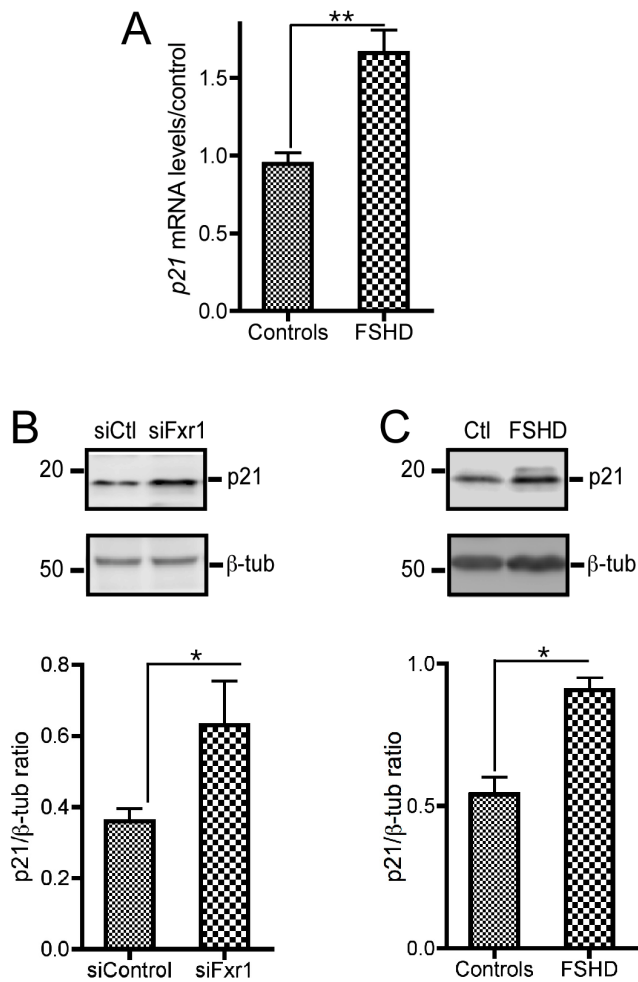 A
**
p21 mRNA levels/control
1.5
1.0
0.5
0.0
Controls FSHD
B
siCtl siFxr1
20
p21
50
β-tub
*
p21/β-tub ratio
0.8
0.6
0.4
0.2
0.0
siControl siFxr1
C
Ctl FSHD
20
p21
50
β-tub
*
p21/β-tub ratio
1.0
0.5
0.0
Controls FSHD